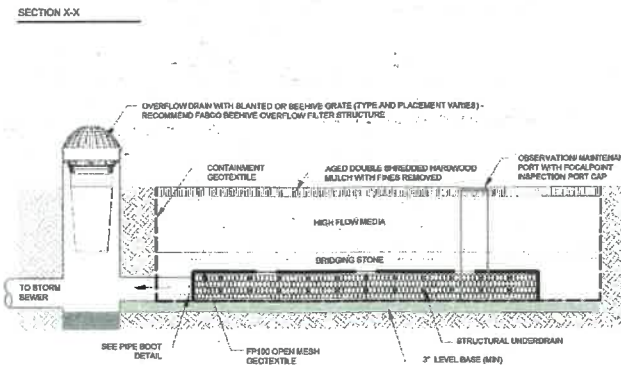 SECTION X-X
OVERFLOW DRAIN WITH BLANTED OR BEEHIVE GRATE (TYPE AND PLACEMENT VARIES) -
RECOMMEND FABCO BEEHIVE OVERFLOW FILTER STRUCTURE
CONTAINMENT
GEOTEXTILE
AGED DOUBLE SHREDDED HARDWOOD
MULCH WITH FINES REMOVED
OBSERVATION/MAINTENA
PORT WITH FOCALPOINT
INSPECTION PORT CAP
HIGH FLOW MEDIA
BRIDGING STONE
TO STORM
SEWER
SEE PIPE BOOT
DETAIL
FP100 OPEN MESH
GEOTEXTILE
STRUCTURAL UNDERDRAIN
3" LEVEL BASE (MIN)